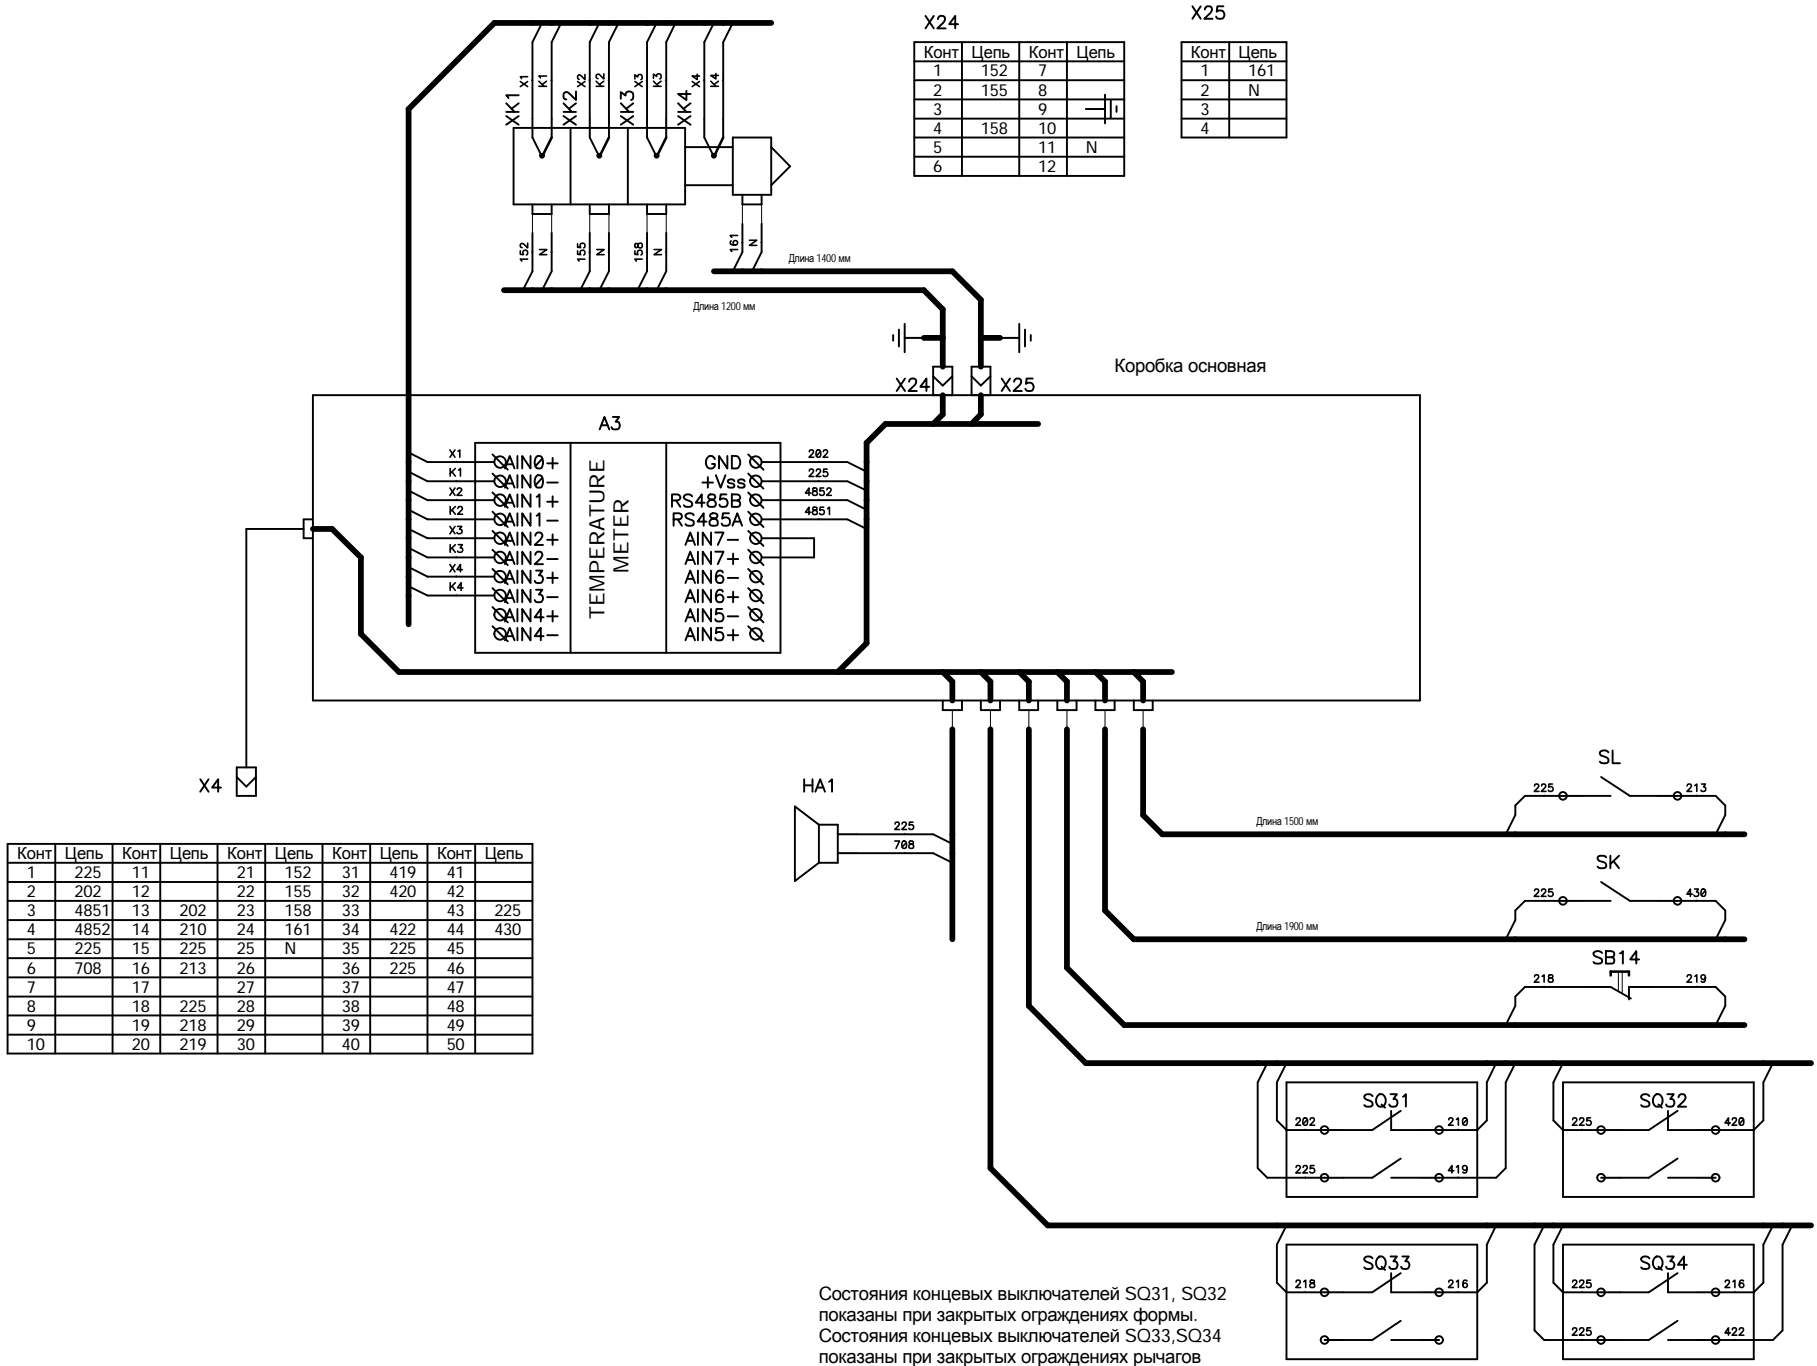 X24
X25
Конт Цепь Конт Цепь
1 152 7
2 155 8
3 9
4 158 10
5 11 N
6 12
Конт Цепь
1 161
2 N
3
4
X1 K1 X2 K2 X3 K3 X4 K4
XK1 XK2 XK3 XK4
152 N 155 N 158 N 161 N
Длина 1400 мм
Длина 1200 мм
Коробка основная
X24 X25
A3
TEMPERATURE
METER
X1 AIN0+ GND 202
K1 AIN0- +Vss 225
X2 AIN1+ RS485B 4852
K2 AIN1- RS485A 4851
X3 AIN2+ AIN7-
K3 AIN2- AIN7+
X4 AIN3+ AIN6-
K4 AIN3- AIN6+
AIN4+ AIN5-
AIN4- AIN5+
X4
HA1
225
708
SL
225 213
Длина 1500 мм
SK
225 430
Длина 1900 мм
SB14
218 219
Конт Цепь Конт Цепь Конт Цепь Конт Цепь Конт Цепь
1 225 11 21 152 31 419 41
2 202 12 22 155 32 420 42
3 4851 13 202 23 158 33 43 225
4 4852 14 210 24 161 34 422 44 430
5 225 15 225 25 N 35 225 45
6 708 16 213 26 36 225 46
7 17 27 37 47
8 18 225 28 38 48
9 19 218 29 39 49
10 20 219 30 40 50
SQ31
202 210
225 419
SQ32
225 420
SQ33
218 216
SQ34
225 216
225 422
Состояния концевых выключателей SQ31, SQ32
показаны при закрытых ограждениях формы.
Состояния концевых выключателей SQ33,SQ34
показаны при закрытых ограждениях рычагов